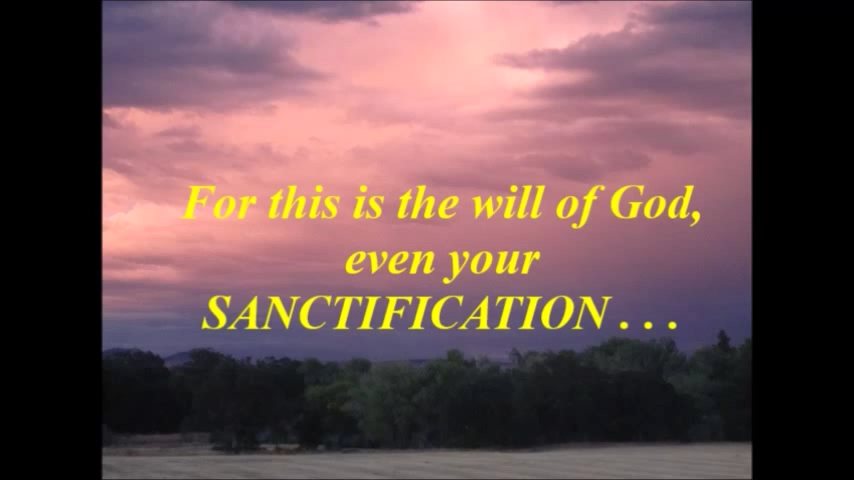 For this is the will of God,
even your
SANCTIFICATION . . .